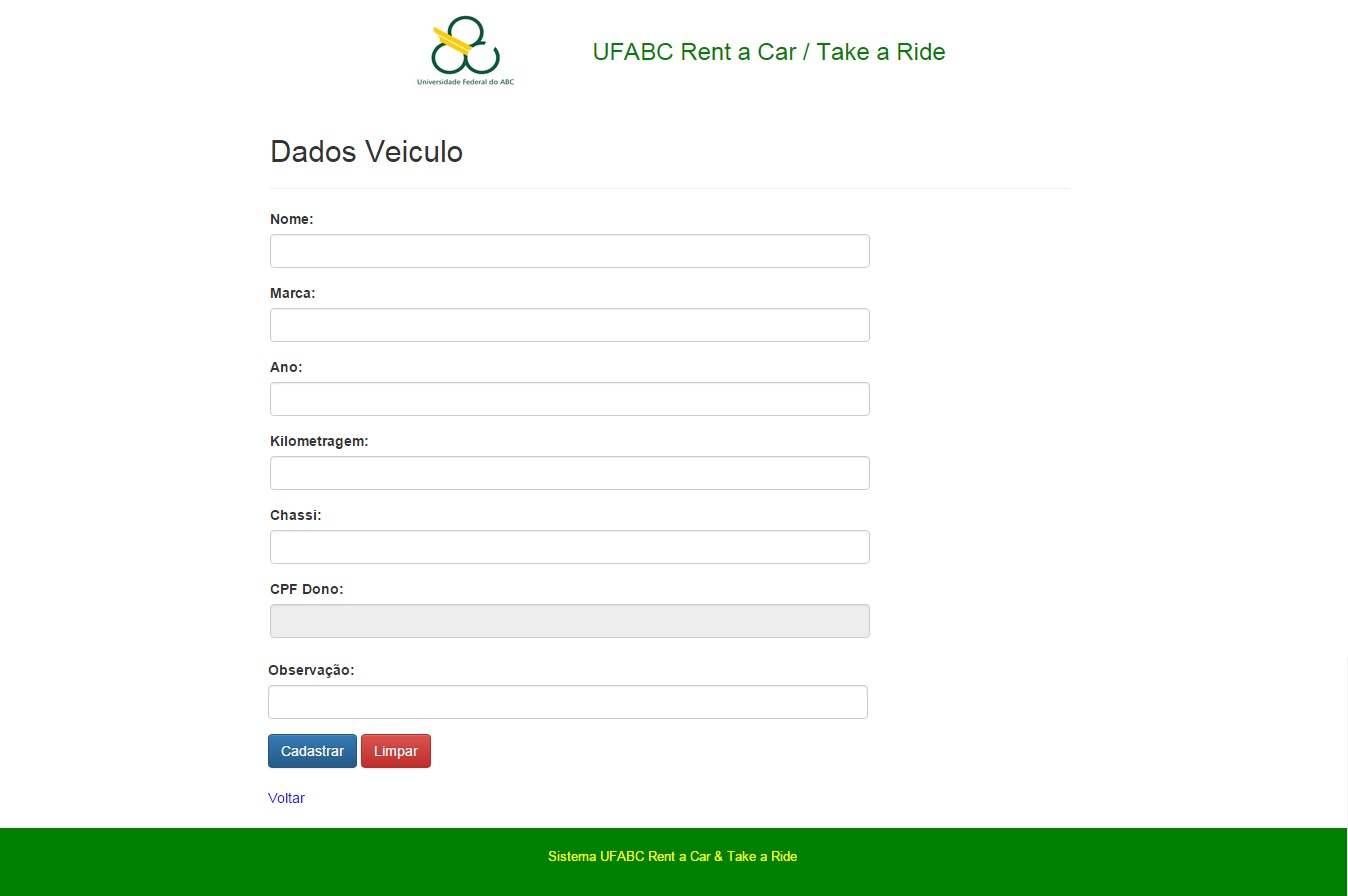 Universidade Federal do ABC
UFABC Rent a Car / Take a Ride
Dados Veiculo
Nome:
Marca:
Ano:
Kilometragem:
Chassi:
CPF Dono:
Observação:
Cadastrar Limpar
Voltar
Sistema UFABC Rent a Car & Take a Ride